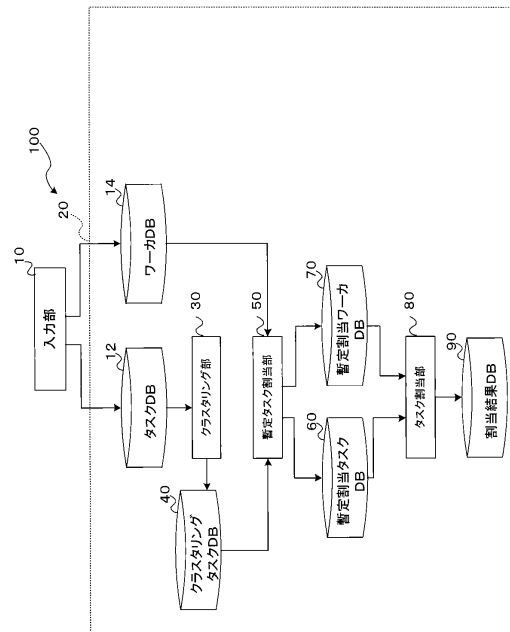 100
10
入力部
20
12
タスクDB
14
ワーカDB
30
クラスタリング部
40
クラスタリング
タスクDB
50
暫定タスク割当部
60
暫定割当タスク
DB
70
暫定割当ワーカ
DB
80
タスク割当部
90
割当結果DB